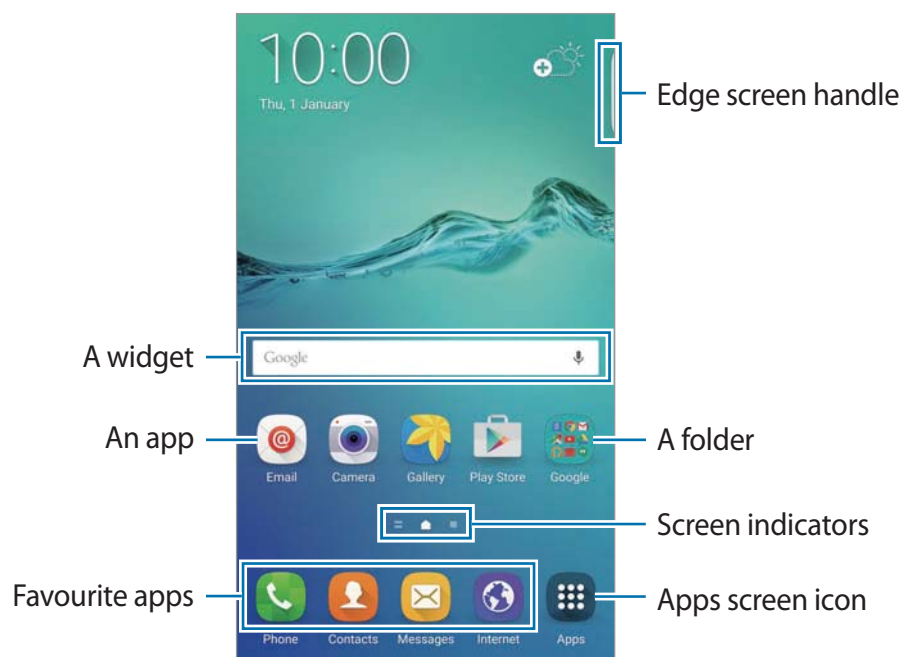 10:00
Thu, 1 January
Edge screen handle
A widget
Google
An app
@
A folder
Email Camera Gallery Play Store Google
Screen indicators
Favourite apps
Apps screen icon
Phone Contacts Messages Internet Apps